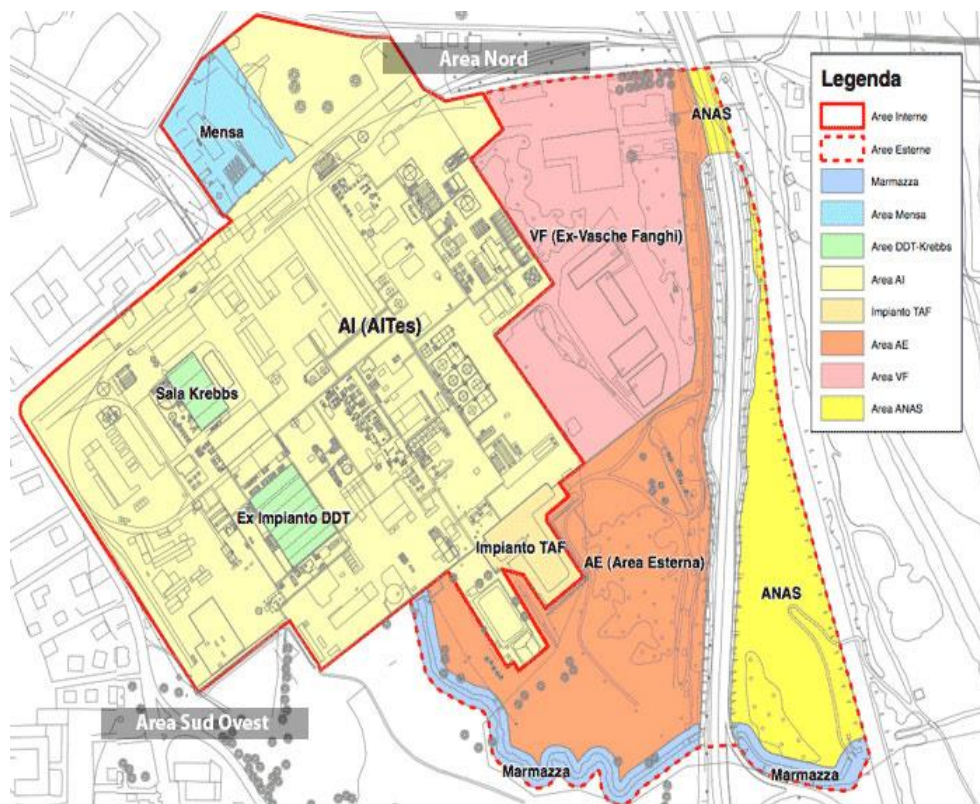 Area Nord
Mensa
ANAS
VF (Ex-Vasche Fanghi)
AI (AITes)
Sala Krebbs
Ex Impianto DDT
Impianto TAF
AE (Area Esterna)
ANAS
Area Sud Ovest
Marmazza
Marmazza
Legenda
Aree Interne
Aree Esterne
Marmazza
Area Mensa
Aree DDT-Krebbs
Area AI
Impianto TAF
Area AE
Area VF
Area ANAS